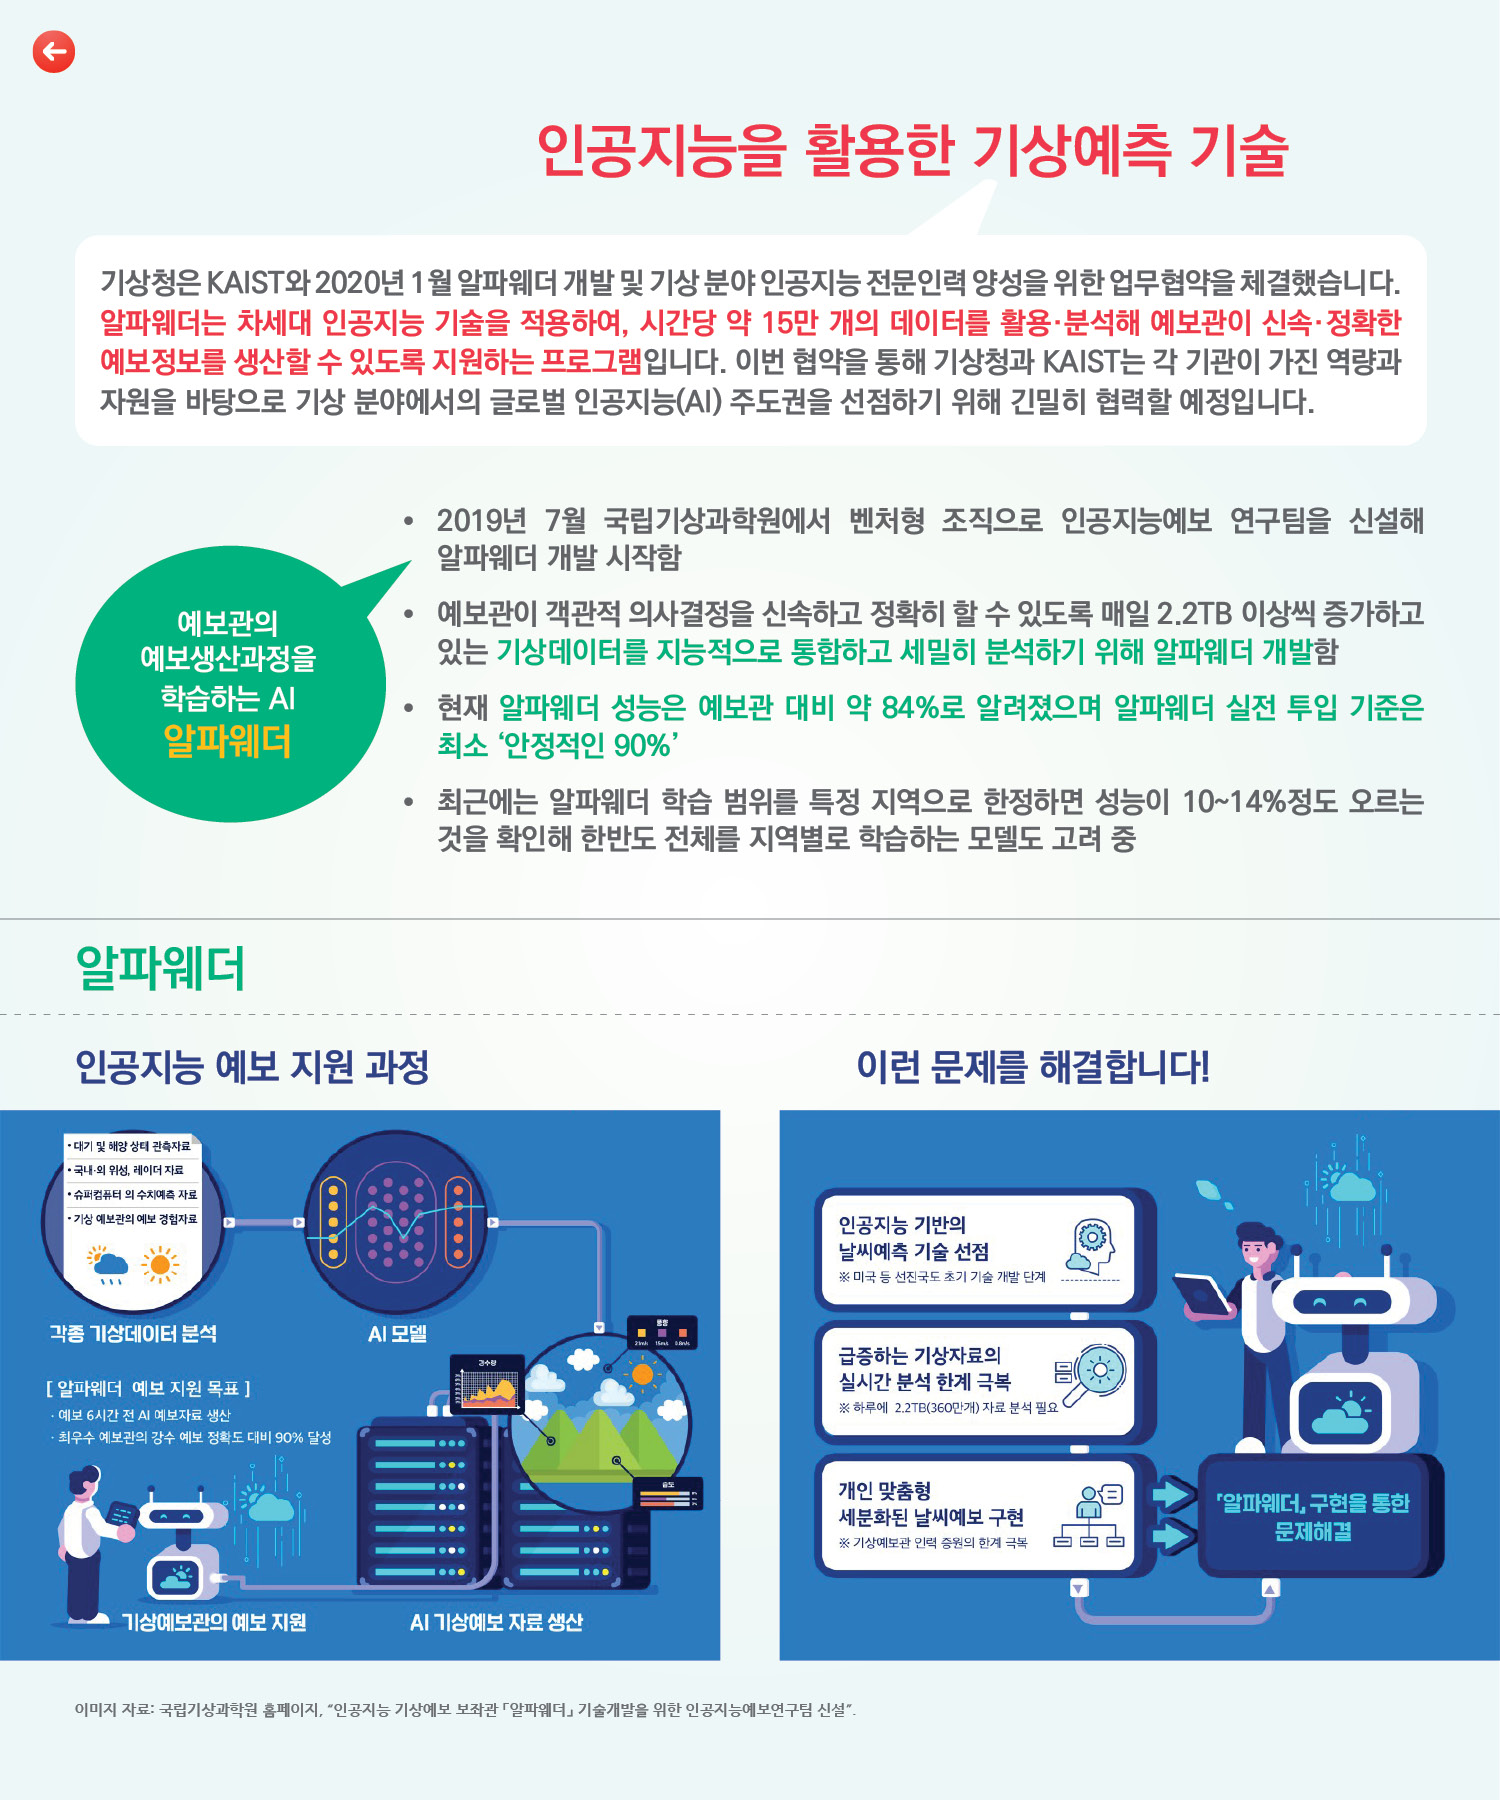 인공지능을 활용한 기상예측 기술
기상청은 KAIST와 2020년 1월 알파웨더 개발 및 기상 분야 인공지능 전문인력 양성을 위한 업무협약을 체결했습니다.
알파웨더는 차세대 인공지능 기술을 적용하여, 시간당 약 15만 개의 데이터를 활용·분석해 예보관이 신속·정확한
예보정보를 생산할 수 있도록 지원하는 프로그램입니다. 이번 협약을 통해 기상청과 KAIST는 각 기관이 가진 역량과
자원을 바탕으로 기상 분야에서의 글로벌 인공지능(AI) 주도권을 선점하기 위해 긴밀히 협력할 예정입니다.
예보관의
예보생산과정을
학습하는 AI
알파웨더
• 2019년 7월 국립기상과학원에서 벤처형 조직으로 인공지능예보 연구팀을 신설해
알파웨더 개발 시작함
• 예보관이 객관적 의사결정을 신속하고 정확히 할 수 있도록 매일 2.2TB 이상씩 증가하고
있는 기상데이터를 지능적으로 통합하고 세밀히 분석하기 위해 알파웨더 개발함
• 현재 알파웨더 성능은 예보관 대비 약 84%로 알려졌으며 알파웨더 실전 투입 기준은
최소 ‘안정적인 90%’
• 최근에는 알파웨더 학습 범위를 특정 지역으로 한정하면 성능이 10~14%정도 오르는
것을 확인해 한반도 전체를 지역별로 학습하는 모델도 고려 중
알파웨더
인공지능 예보 지원 과정
• 대기 및 해양 상태 관측자료
• 국내·외 위성, 레이더 자료
• 슈퍼컴퓨터 의 수치예측 자료
• 기상 예보관의 예보 경험자료
각종 기상데이터 분석
AI 모델
풍향
21m/s 15m/s 5.8m/s
강수량
습도
[ 알파웨더 예보 지원 목표 ]
· 예보 6시간 전 AI 예보자료 생산
· 최우수 예보관의 강수 예보 정확도 대비 90% 달성
기상예보관의 예보 지원
AI 기상예보 자료 생산
이런 문제를 해결합니다!
인공지능 기반의
날씨예측 기술 선점
※ 미국 등 선진국도 초기 기술 개발 단계
급증하는 기상자료의
실시간 분석 한계 극복
※ 하루에 2.2TB(360만개) 자료 분석 필요
개인 맞춤형
세분화된 날씨예보 구현
※ 기상예보관 인력 증원의 한계 극복
『알파웨더』 구현을 통한
문제해결
이미지 자료: 국립기상과학원 홈페이지, “인공지능 기상예보 보좌관 「알파웨더」 기술개발을 위한 인공지능예보연구팀 신설”.